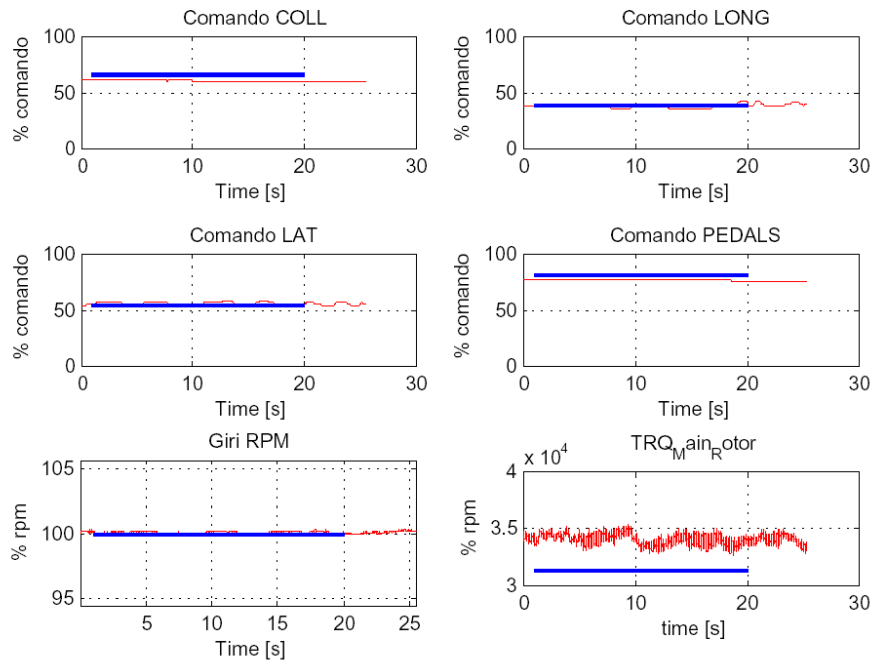 Comando COLL
Comando LONG
100
50
0
% comando
0 10 20 30
Time [s]
100
50
0
% comando
0 10 20 30
Time [s]
Comando LAT
Comando PEDALS
100
50
0
% comando
0 10 20 30
Time [s]
100
50
0
% comando
0 10 20 30
Time [s]
Giri RPM
TRQMainRotor
105
100
95
% rpm
5 10 15 20 25
Time [s]
x 10⁴
4
3.5
3
% rpm
0 10 20 30
time [s]